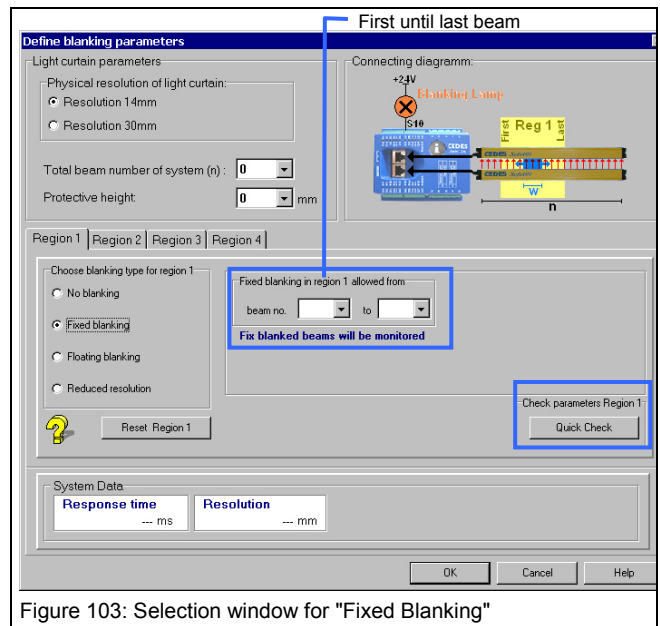 First until last beam
Define blanking parameters
Light curtain parameters
Physical resolution of light curtain:
Resolution 14mm
Resolution 30mm
Total beam number of system (n) : 0
Protective height: 0 mm
Connecting diagramm:
+24V
Blanking Lamp
S10
First
Reg 1
Last
CEDES
CEDES
CEDES
w
n
Region 1 Region 2 Region 3 Region 4
Choose blanking type for region 1
No blanking
Fixed blanking
Floating blanking
Reduced resolution
Reset Region 1
Fixed blanking in region 1 allowed from
beam no. to
Fix blanked beams will be monitored
Check parameters Region 1
Quick Check
System Data
Response time
--- ms
Resolution
--- mm
OK Cancel Help
Figure 103: Selection window for "Fixed Blanking"